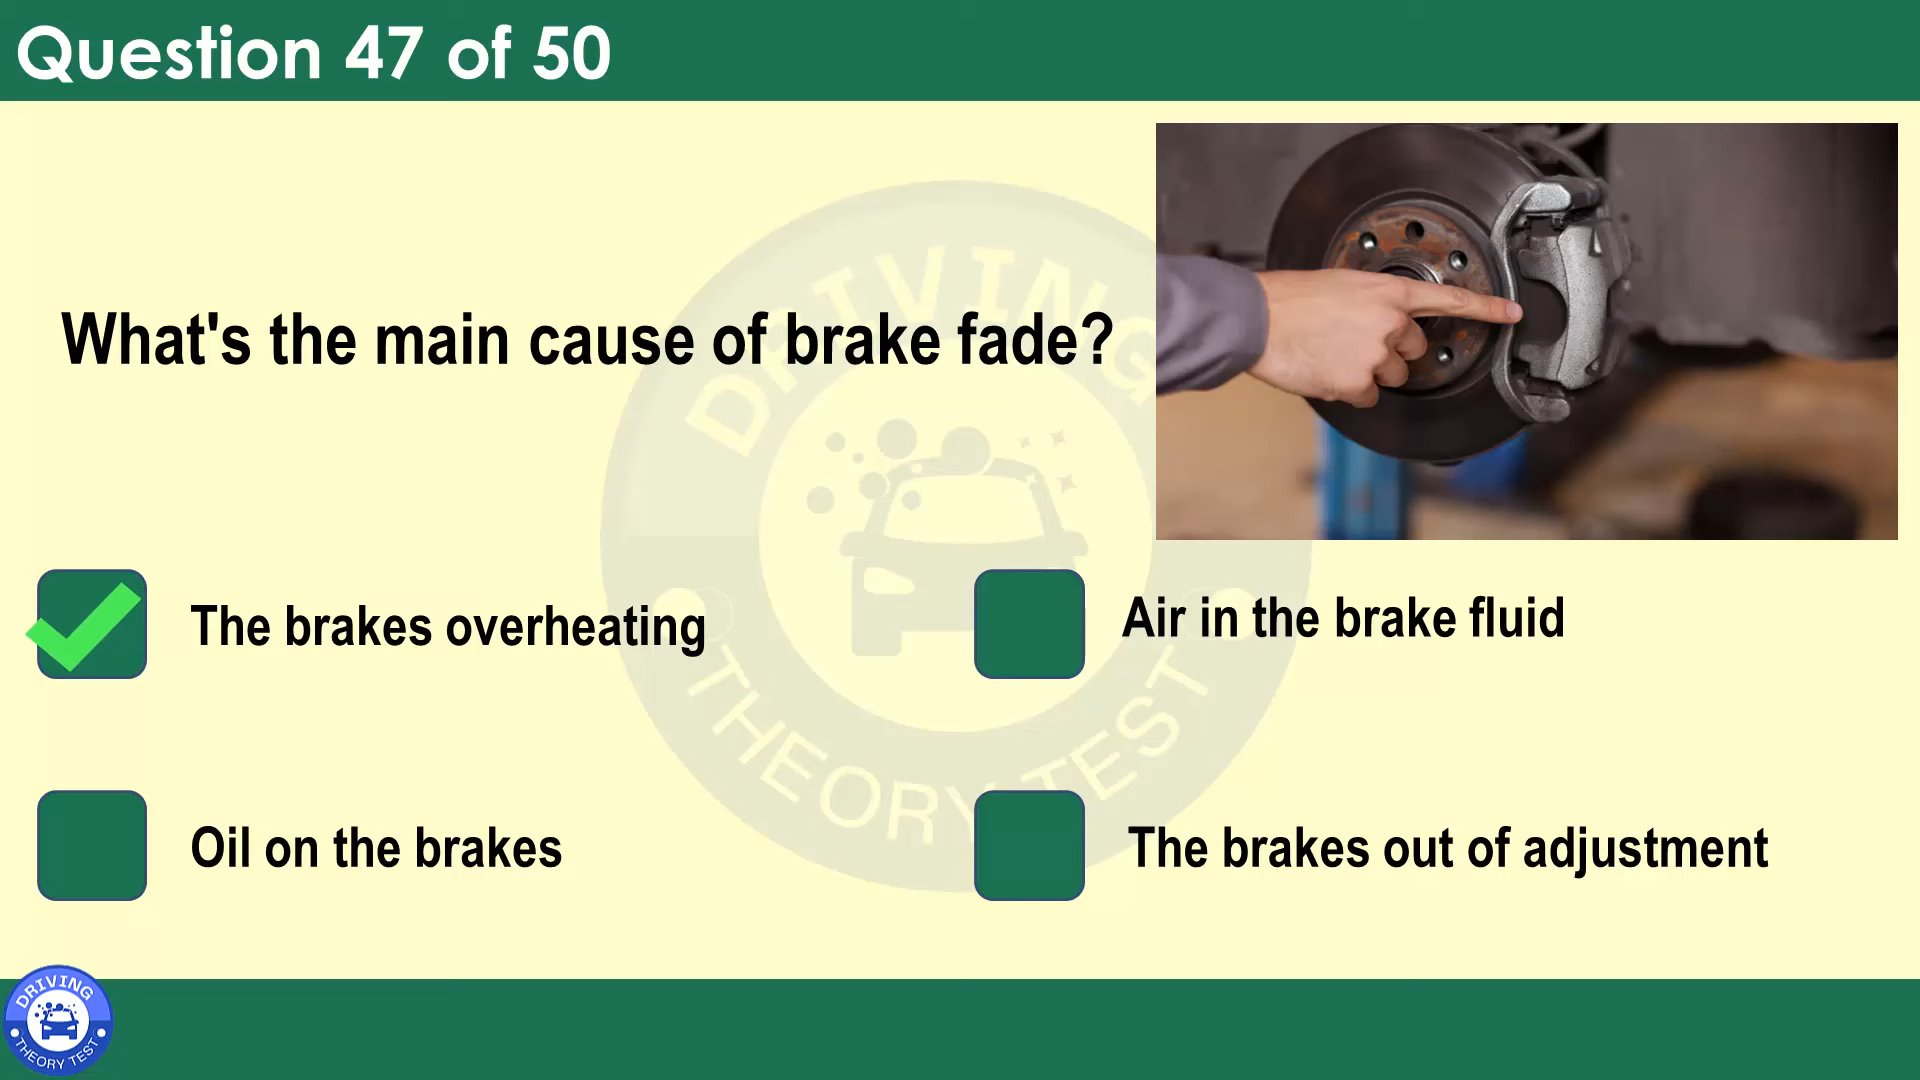 Question 47 of 50
What's the main cause of brake fade?
The brakes overheating
Air in the brake fluid
Oil on the brakes
The brakes out of adjustment
DRIVING
THEORY TEST
DRIVING
THEORY TEST